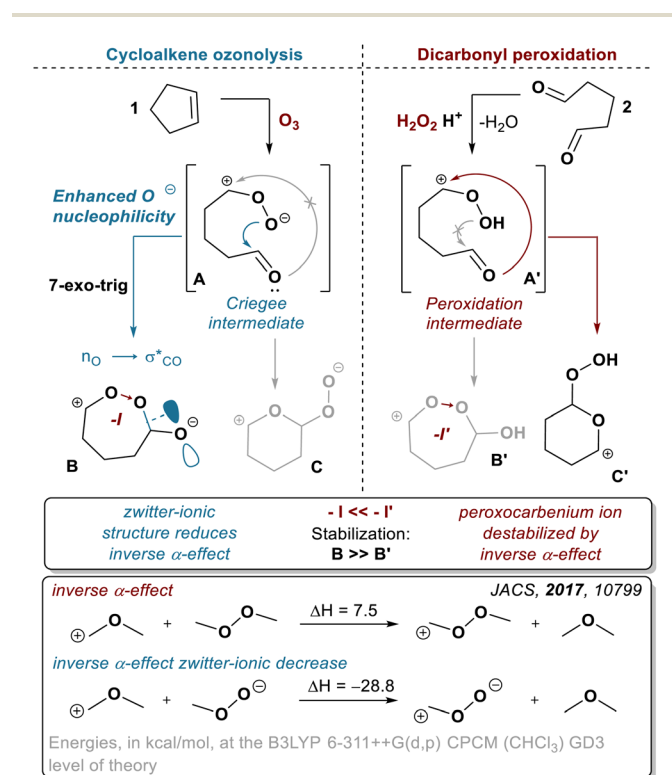 Cycloalkene ozonolysis
Dicarbonyl peroxidation
1
O₃
H₂O₂ H⁺
-H₂O
O
O
2
Enhanced O ⊖
nucleophilicity
⊕
O
O⊖
O
A
⊕
O
OH
O
A'
7-exo-trig
Criegee
intermediate
Peroxidation
intermediate
nO ⟶ σ*CO
⊕
O
O
-I
O⊖
B
⊖
O
O
O
⊕
C
⊕
O
O
-I'
OH
B'
OH
O
O
⊕
C'
zwitter-ionic
structure reduces
inverse α-effect
- I << - I'
Stabilization:
B >> B'
peroxocarbenium ion
destabilized by
inverse α-effect
inverse α-effect
JACS, 2017, 10799
⊕ O + O O ΔH = 7.5 ⊕ O O + O
inverse α-effect zwitter-ionic decrease
⊕ O + O O⊖ ΔH = −28.8 ⊕ O O⊖ + O
Energies, in kcal/mol, at the B3LYP 6-311++G(d,p) CPCM (CHCl₃) GD3
level of theory